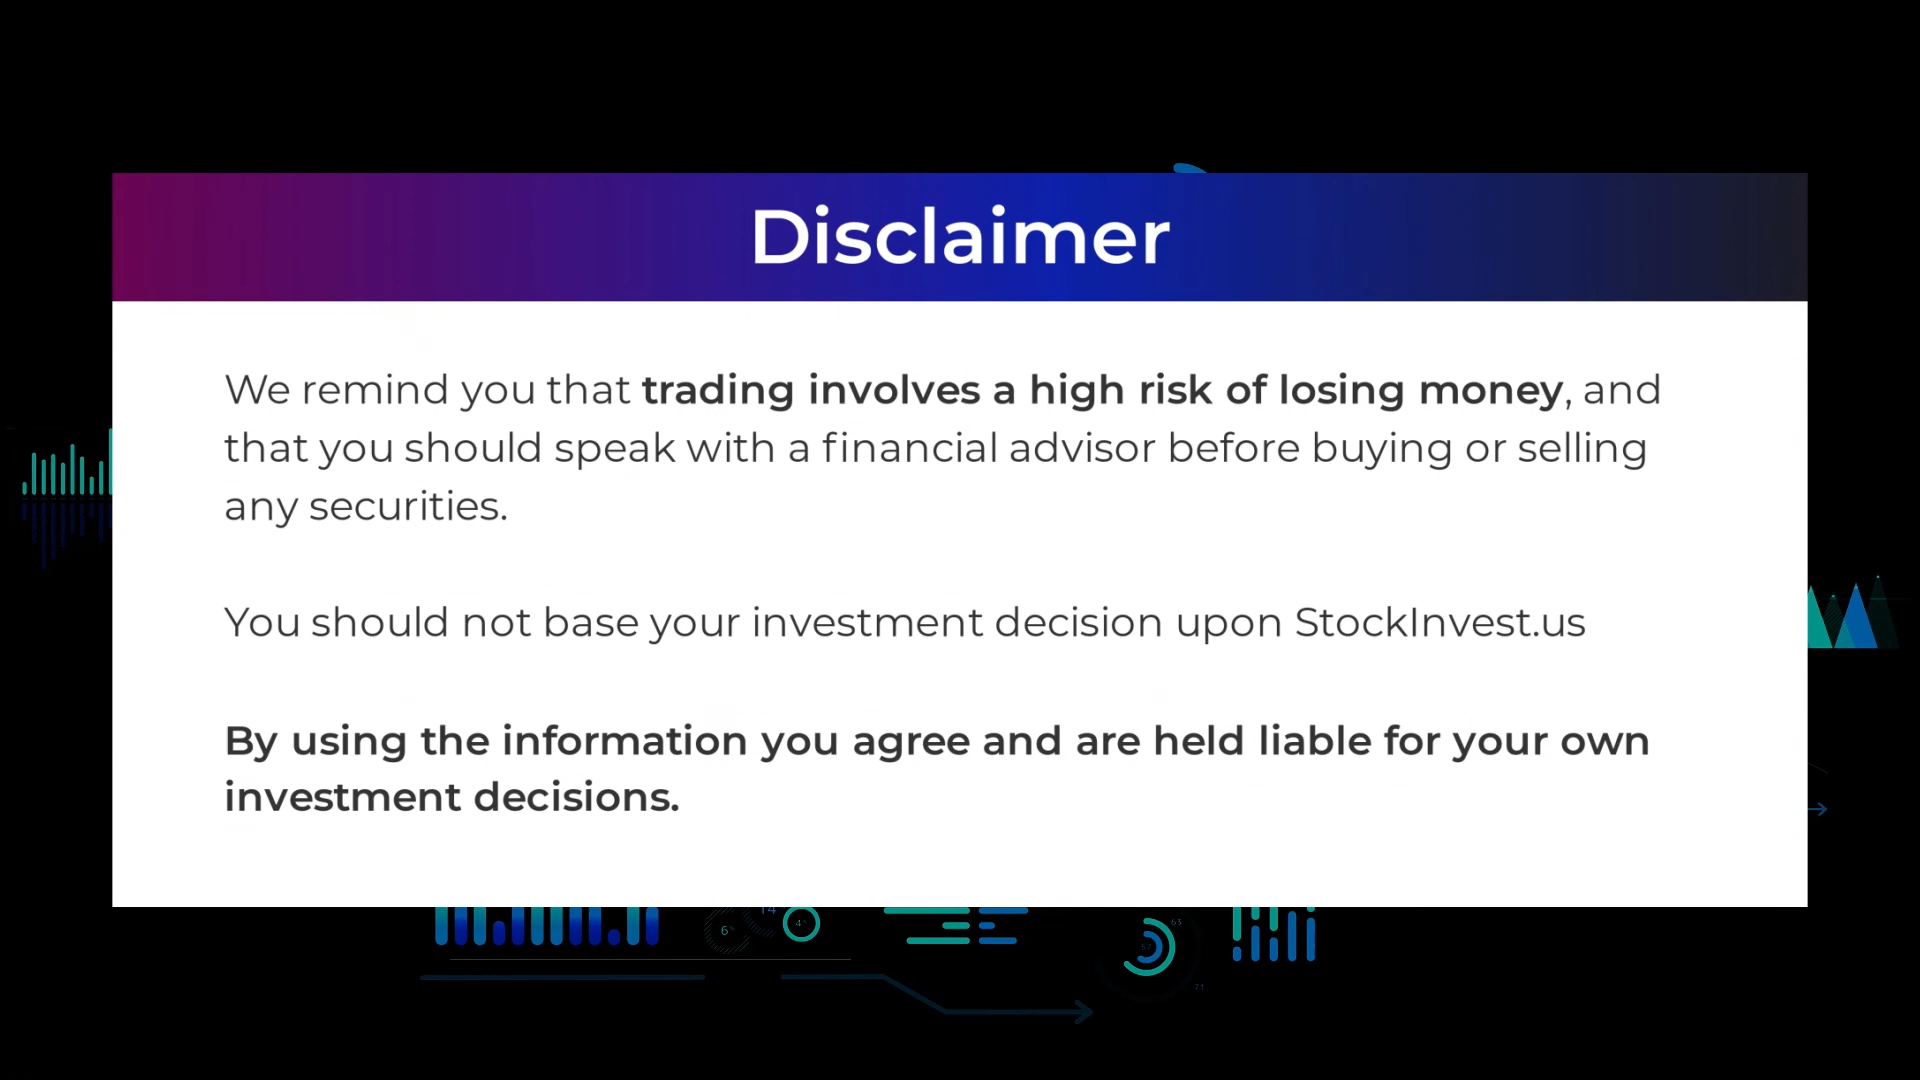 Disclaimer
We remind you that trading involves a high risk of losing money, and
that you should speak with a financial advisor before buying or selling
any securities.
You should not base your investment decision upon StockInvest.us
By using the information you agree and are held liable for your own
investment decisions.
63
71